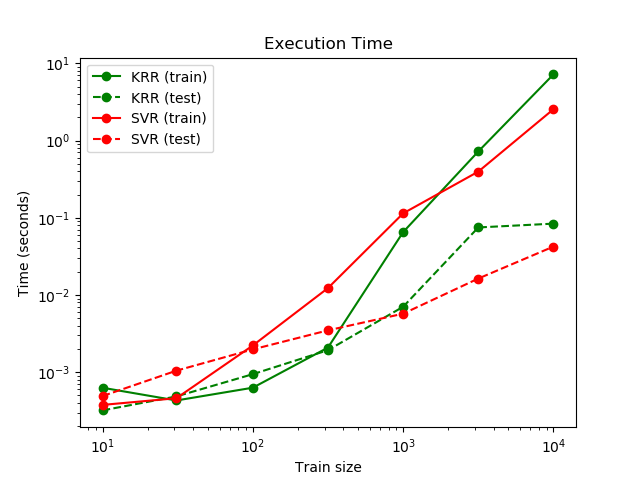 Execution Time
KRR (train)
KRR (test)
SVR (train)
SVR (test)
10¹
10⁰
10⁻¹
10⁻²
10⁻³
Time (seconds)
10¹ 10² 10³ 10⁴
Train size